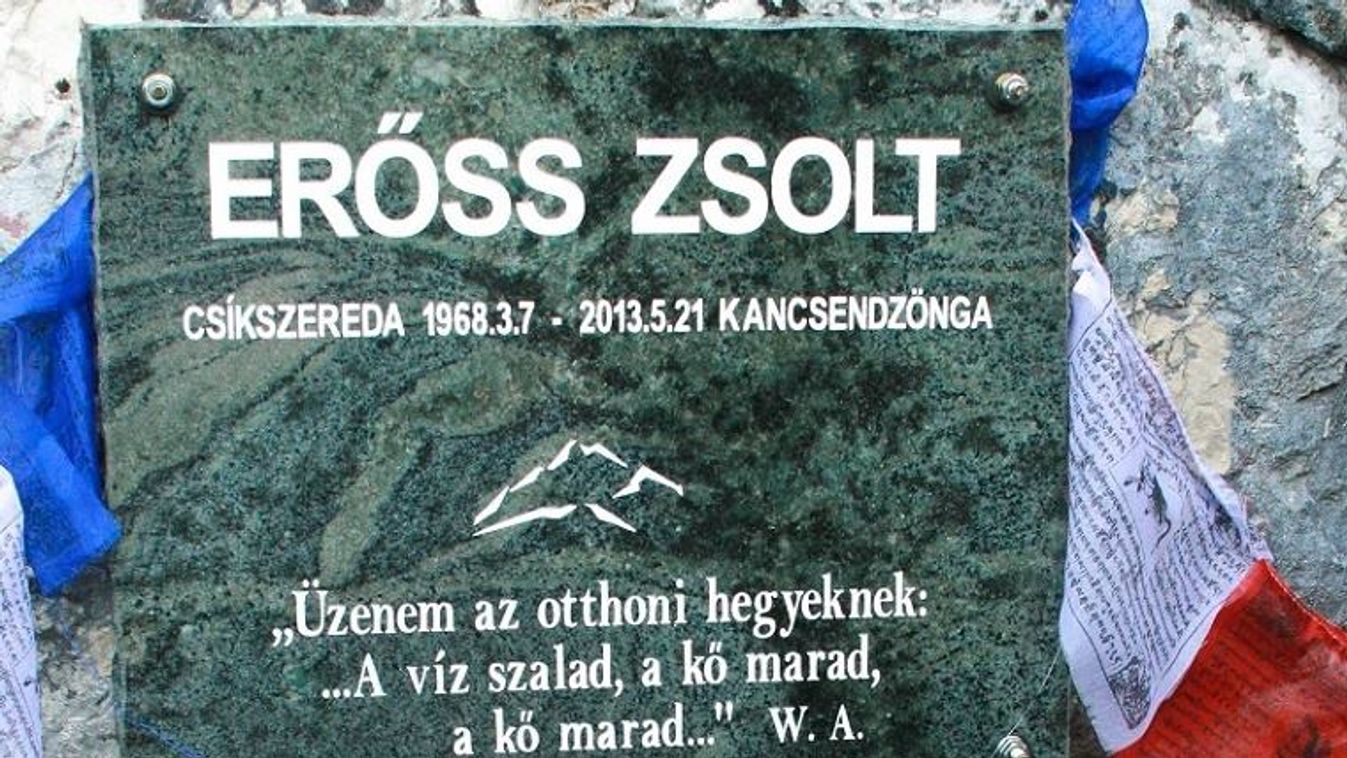 ERŐSS ZSOLT
CSÍKSZEREDA 1968.3.7 - 2013.5.21 KANCSENDZÖNGA
„Üzenem az otthoni hegyeknek:
...A víz szalad, a kő marad,
a kő marad..." W. A.